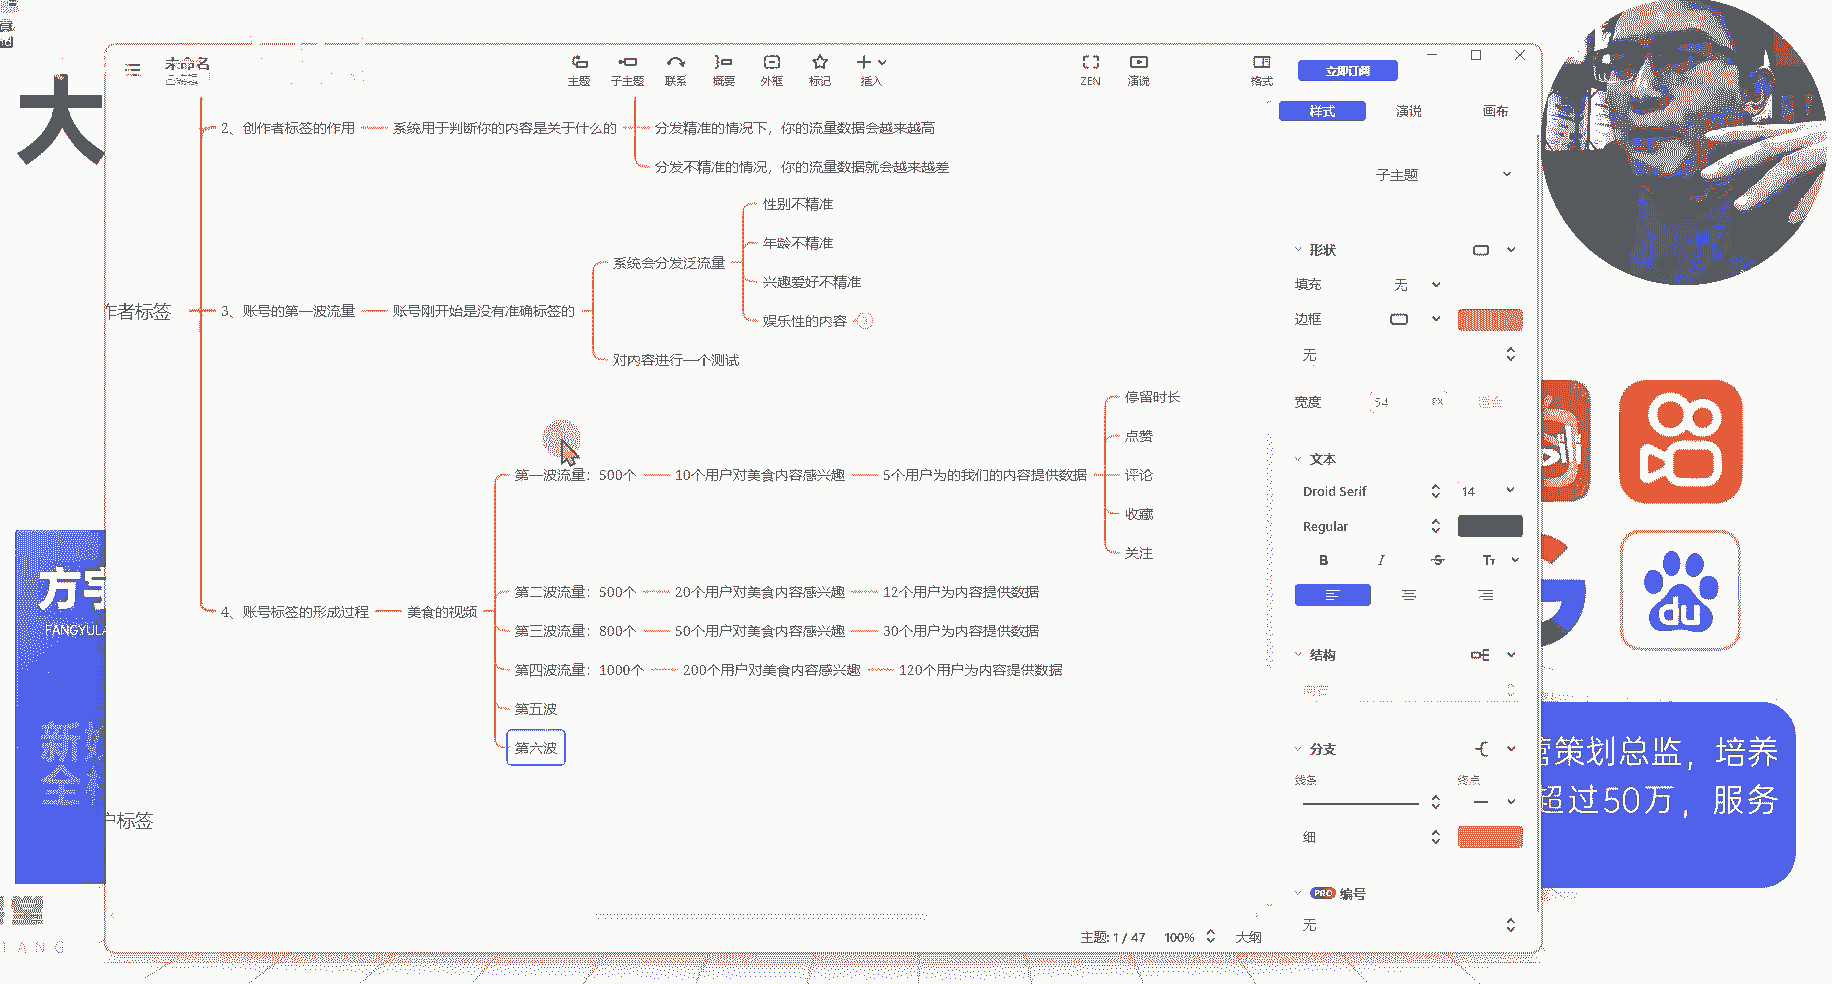 大
未命名
主题
子主题
联系
概要
外框
标记
插入
ZEN
演说
格式
立即订阅
样式
演说
画布
2、创作者标签的作用
系统用于判断你的内容是关于什么的
分发精准的情况下，你的流量数据会越来越高
分发不精准的情况，你的流量数据就会越来越差
作者标签
3、账号的第一波流量
账号刚开始是没有准确标签的
系统会分发泛流量
性别不精准
年龄不精准
兴趣爱好不精准
娱乐性的内容
3
对内容进行一个测试
4、账号标签的形成过程
美食的视频
第一波流量：500个
10个用户对美食内容感兴趣
5个用户为的我们的内容提供数据
停留时长
点赞
评论
收藏
关注
第二波流量：500个
20个用户对美食内容感兴趣
12个用户为内容提供数据
第三波流量：800个
50个用户对美食内容感兴趣
30个用户为内容提供数据
第四波流量：1000个
200个用户对美食内容感兴趣
120个用户为内容提供数据
第五波
第六波
户标签
子主题
形状
填充
无
边框
无
宽度
54
PX
文本
Droid Serif
14
Regular
B
I
S
Tт
结构
向右
分支
线条
终点
细
PRO 编号
无
主题: 1 / 47
100%
大纲
方
FANGYULA
新
全
IANG
du
营策划总监，培养
超过50万，服务